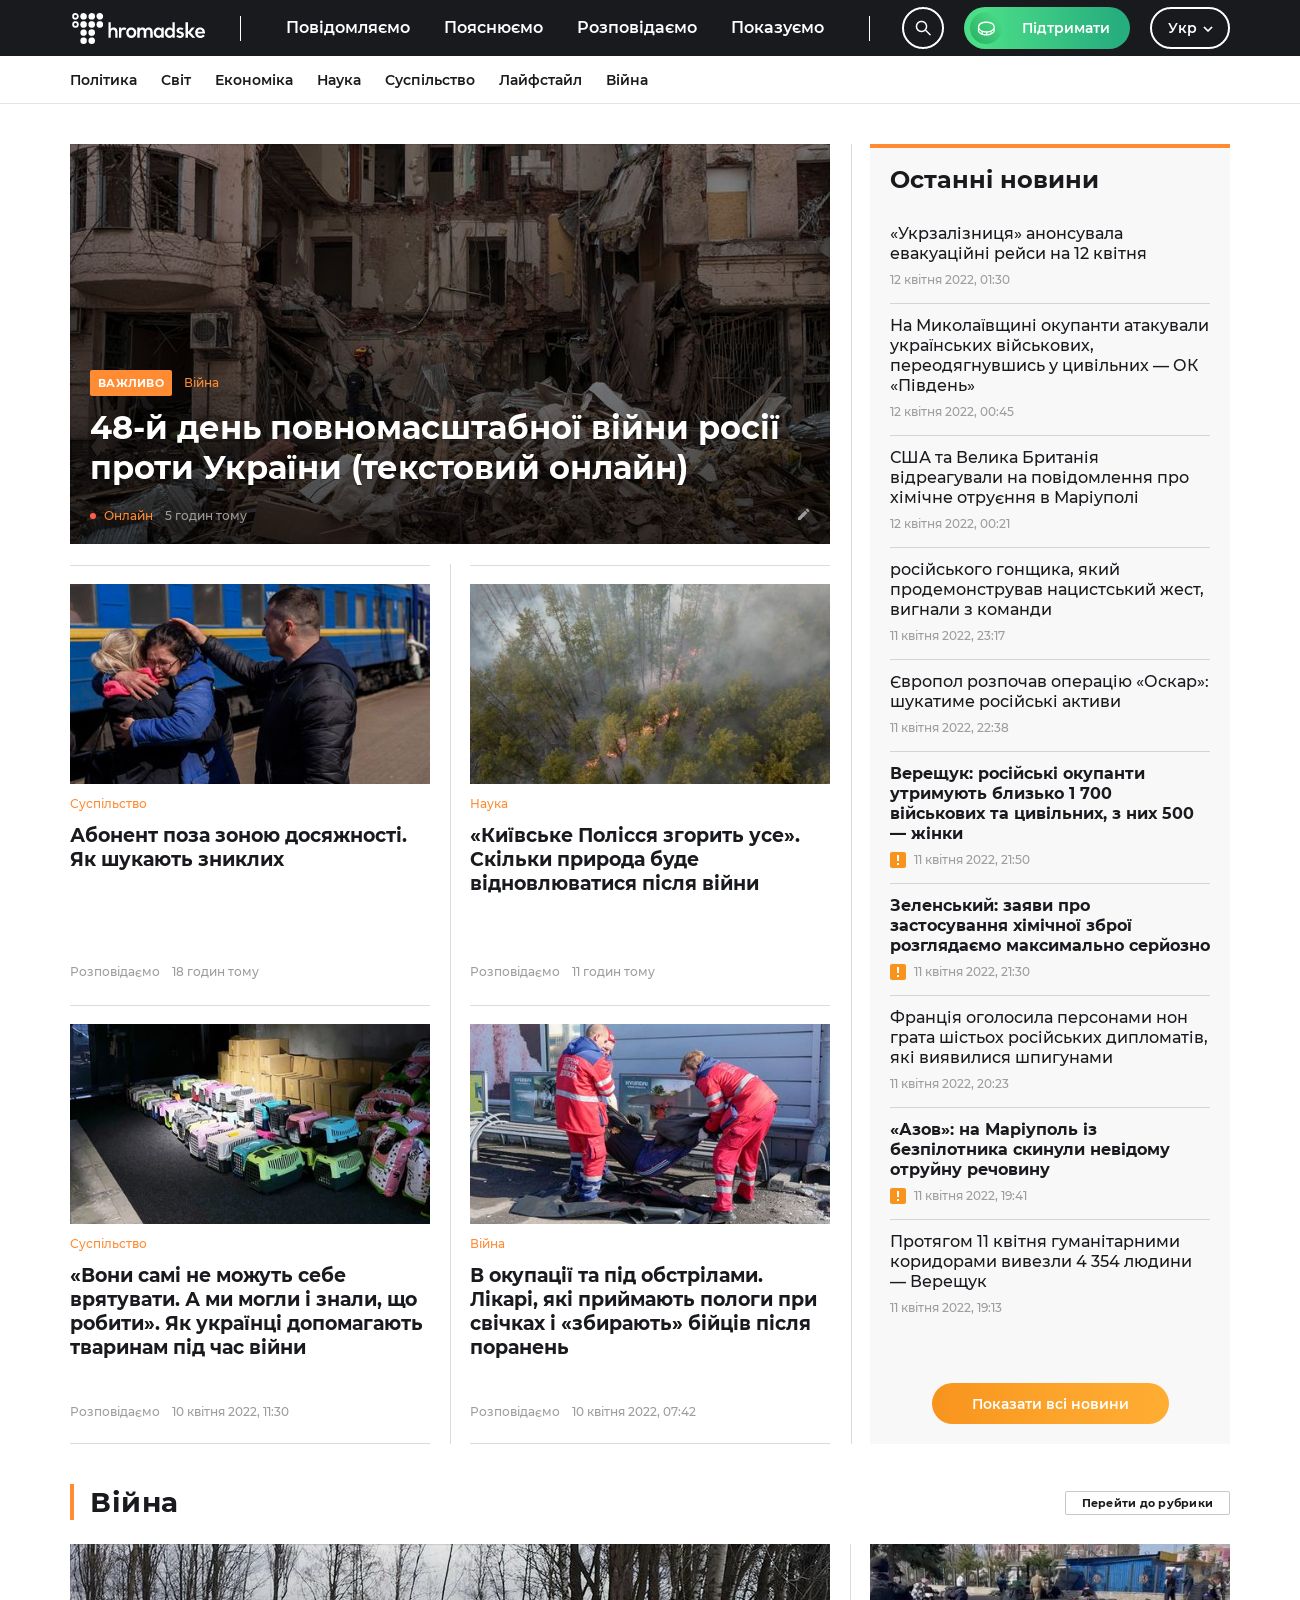 hromadske
Повідомляємо Пояснюємо Розповідаємо Показуємо
Підтримати
Укр
Політика Світ Економіка Наука Суспільство Лайфстайл Війна
ВАЖЛИВО Війна
48-й день повномасштабної війни росії
проти України (текстовий онлайн)
Онлайн 5 годин тому
Суспільство
Абонент поза зоною досяжності.
Як шукають зниклих
Розповідаємо 18 годин тому
Наука
«Київське Полісся згорить усе».
Скільки природа буде
відновлюватися після війни
Розповідаємо 11 годин тому
Суспільство
«Вони самі не можуть себе
врятувати. А ми могли і знали, що
робити». Як українці допомагають
тваринам під час війни
Розповідаємо 10 квітня 2022, 11:30
Війна
В окупації та під обстрілами.
Лікарі, які приймають пологи при
свічках і «збирають» бійців після
поранень
Розповідаємо 10 квітня 2022, 07:42
Останні новини
«Укрзалізниця» анонсувала
евакуаційні рейси на 12 квітня
12 квітня 2022, 01:30
На Миколаївщині окупанти атакували
українських військових,
переодягнувшись у цивільних — ОК
«Південь»
12 квітня 2022, 00:45
США та Велика Британія
відреагували на повідомлення про
хімічне отруєння в Маріуполі
12 квітня 2022, 00:21
російського гонщика, який
продемонстрував нацистський жест,
вигнали з команди
11 квітня 2022, 23:17
Європол розпочав операцію «Оскар»:
шукатиме російські активи
11 квітня 2022, 22:38
Верещук: російські окупанти
утримують близько 1 700
військових та цивільних, з них 500
— жінки
11 квітня 2022, 21:50
Зеленський: заяви про
застосування хімічної зброї
розглядаємо максимально серйозно
11 квітня 2022, 21:30
Франція оголосила персонами нон
грата шістьох російських дипломатів,
які виявилися шпигунами
11 квітня 2022, 20:23
«Азов»: на Маріуполь із
безпілотника скинули невідому
отруйну речовину
11 квітня 2022, 19:41
Протягом 11 квітня гуманітарними
коридорами вивезли 4 354 людини
— Верещук
11 квітня 2022, 19:13
Показати всі новини
Війна
Перейти до рубрики